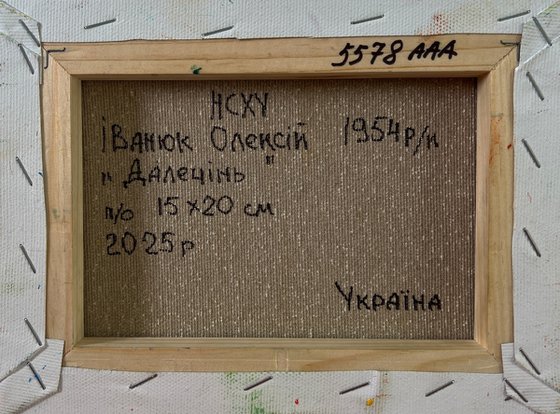 5578 AAA
НСХУ
Іванюк Олексій 1954р/н
„Далечінь"
п/о 15×20 см
2025р
Україна